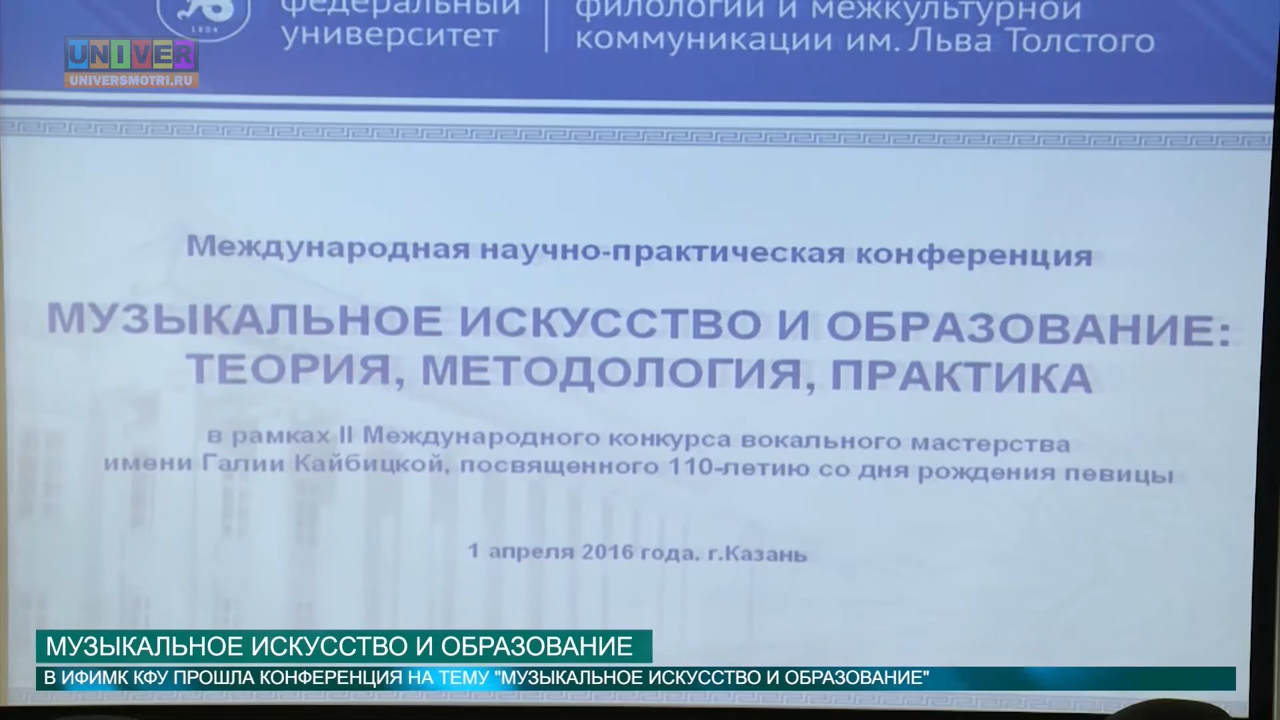 федеральный
университет
филологии и межкультурной
коммуникации им. Льва Толстого
1804
UNIVER
UNIVERSMOTRI.RU
Международная научно-практическая конференция
МУЗЫКАЛЬНОЕ ИСКУССТВО И ОБРАЗОВАНИЕ:
ТЕОРИЯ, МЕТОДОЛОГИЯ, ПРАКТИКА
в рамках II Международного конкурса вокального мастерства
имени Галии Кайбицкой, посвященного 110-летию со дня рождения певицы
1 апреля 2016 года, г.Казань
МУЗЫКАЛЬНОЕ ИСКУССТВО И ОБРАЗОВАНИЕ
В ИФИМК КФУ ПРОШЛА КОНФЕРЕНЦИЯ НА ТЕМУ "МУЗЫКАЛЬНОЕ ИСКУССТВО И ОБРАЗОВАНИЕ"